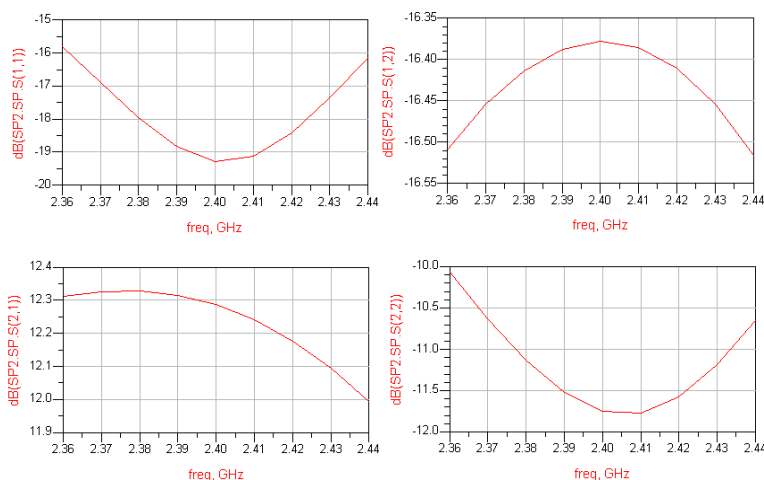 dB(SP2.SP.S(1,1))
-15
-16
-17
-18
-19
-20
2.36 2.37 2.38 2.39 2.40 2.41 2.42 2.43 2.44
freq, GHz
dB(SP2.SP.S(1,2))
-16.35
-16.40
-16.45
-16.50
-16.55
2.36 2.37 2.38 2.39 2.40 2.41 2.42 2.43 2.44
freq, GHz
dB(SP2.SP.S(2,1))
12.4
12.3
12.2
12.1
12.0
11.9
2.36 2.37 2.38 2.39 2.40 2.41 2.42 2.43 2.44
freq, GHz
dB(SP2.SP.S(2,2))
-10.0
-10.5
-11.0
-11.5
-12.0
2.36 2.37 2.38 2.39 2.40 2.41 2.42 2.43 2.44
freq, GHz